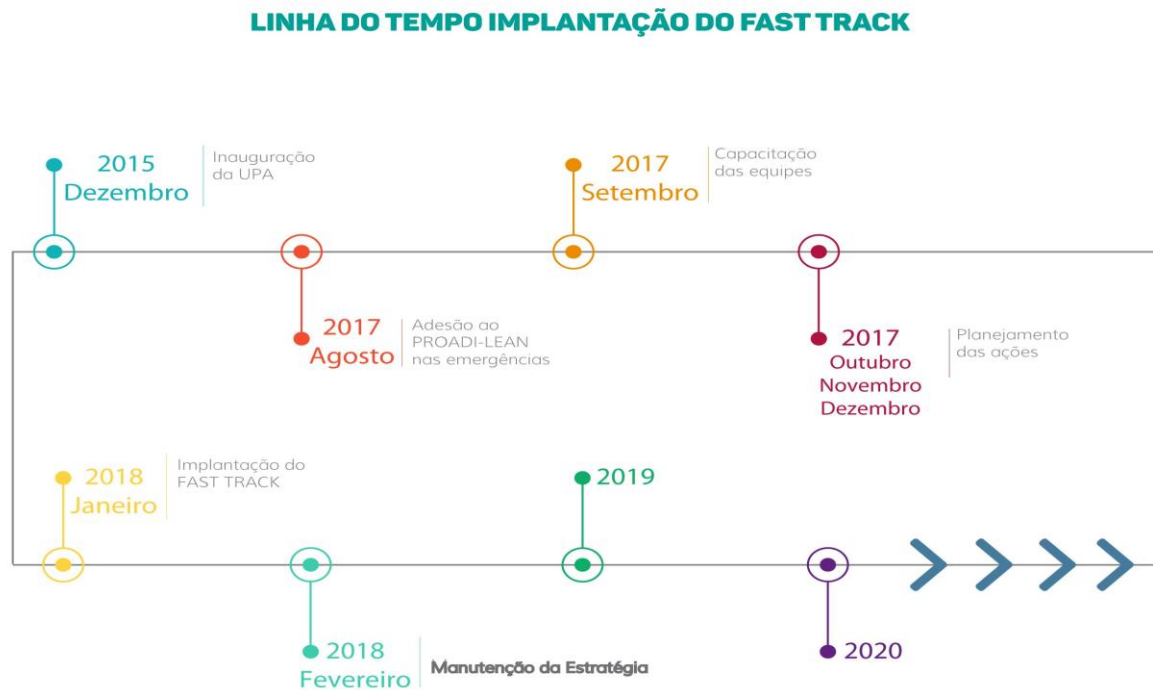 LINHA DO TEMPO IMPLANTAÇÃO DO FAST TRACK
2015
Dezembro
Inauguração
da UPA
2017
Agosto
Adesão ao
PROADI-LEAN
nas emergências
2017
Setembro
Capacitação
das equipes
2017
Outubro
Novembro
Dezembro
Planejamento
das ações
2018
Janeiro
Implantação do
FAST TRACK
2018
Fevereiro
Manutenção da Estratégia
2019
2020